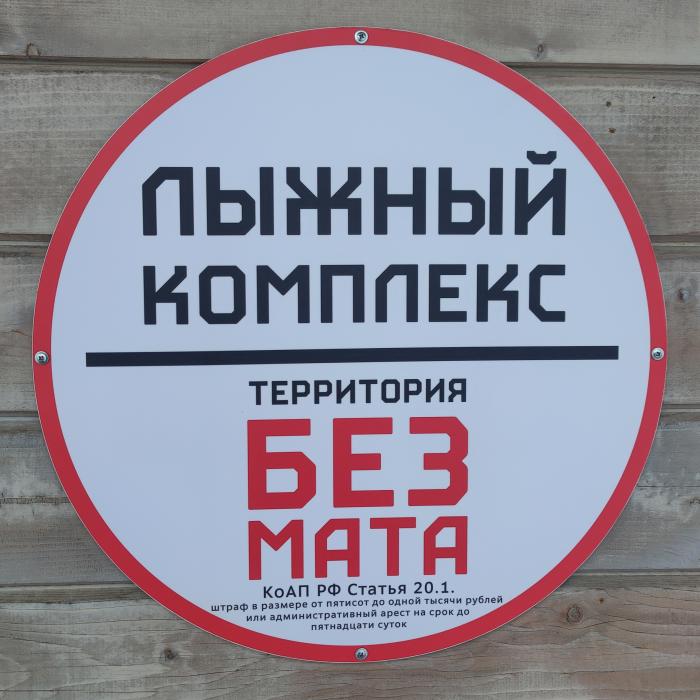 ЛЫЖНЫЙ
КОМПЛЕКС
ТЕРРИТОРИЯ
БЕЗ
МАТА
КоАП РФ Статья 20.1.
штраф в размере от пятисот до одной тысячи рублей
или административный арест на срок до
пятнадцати суток